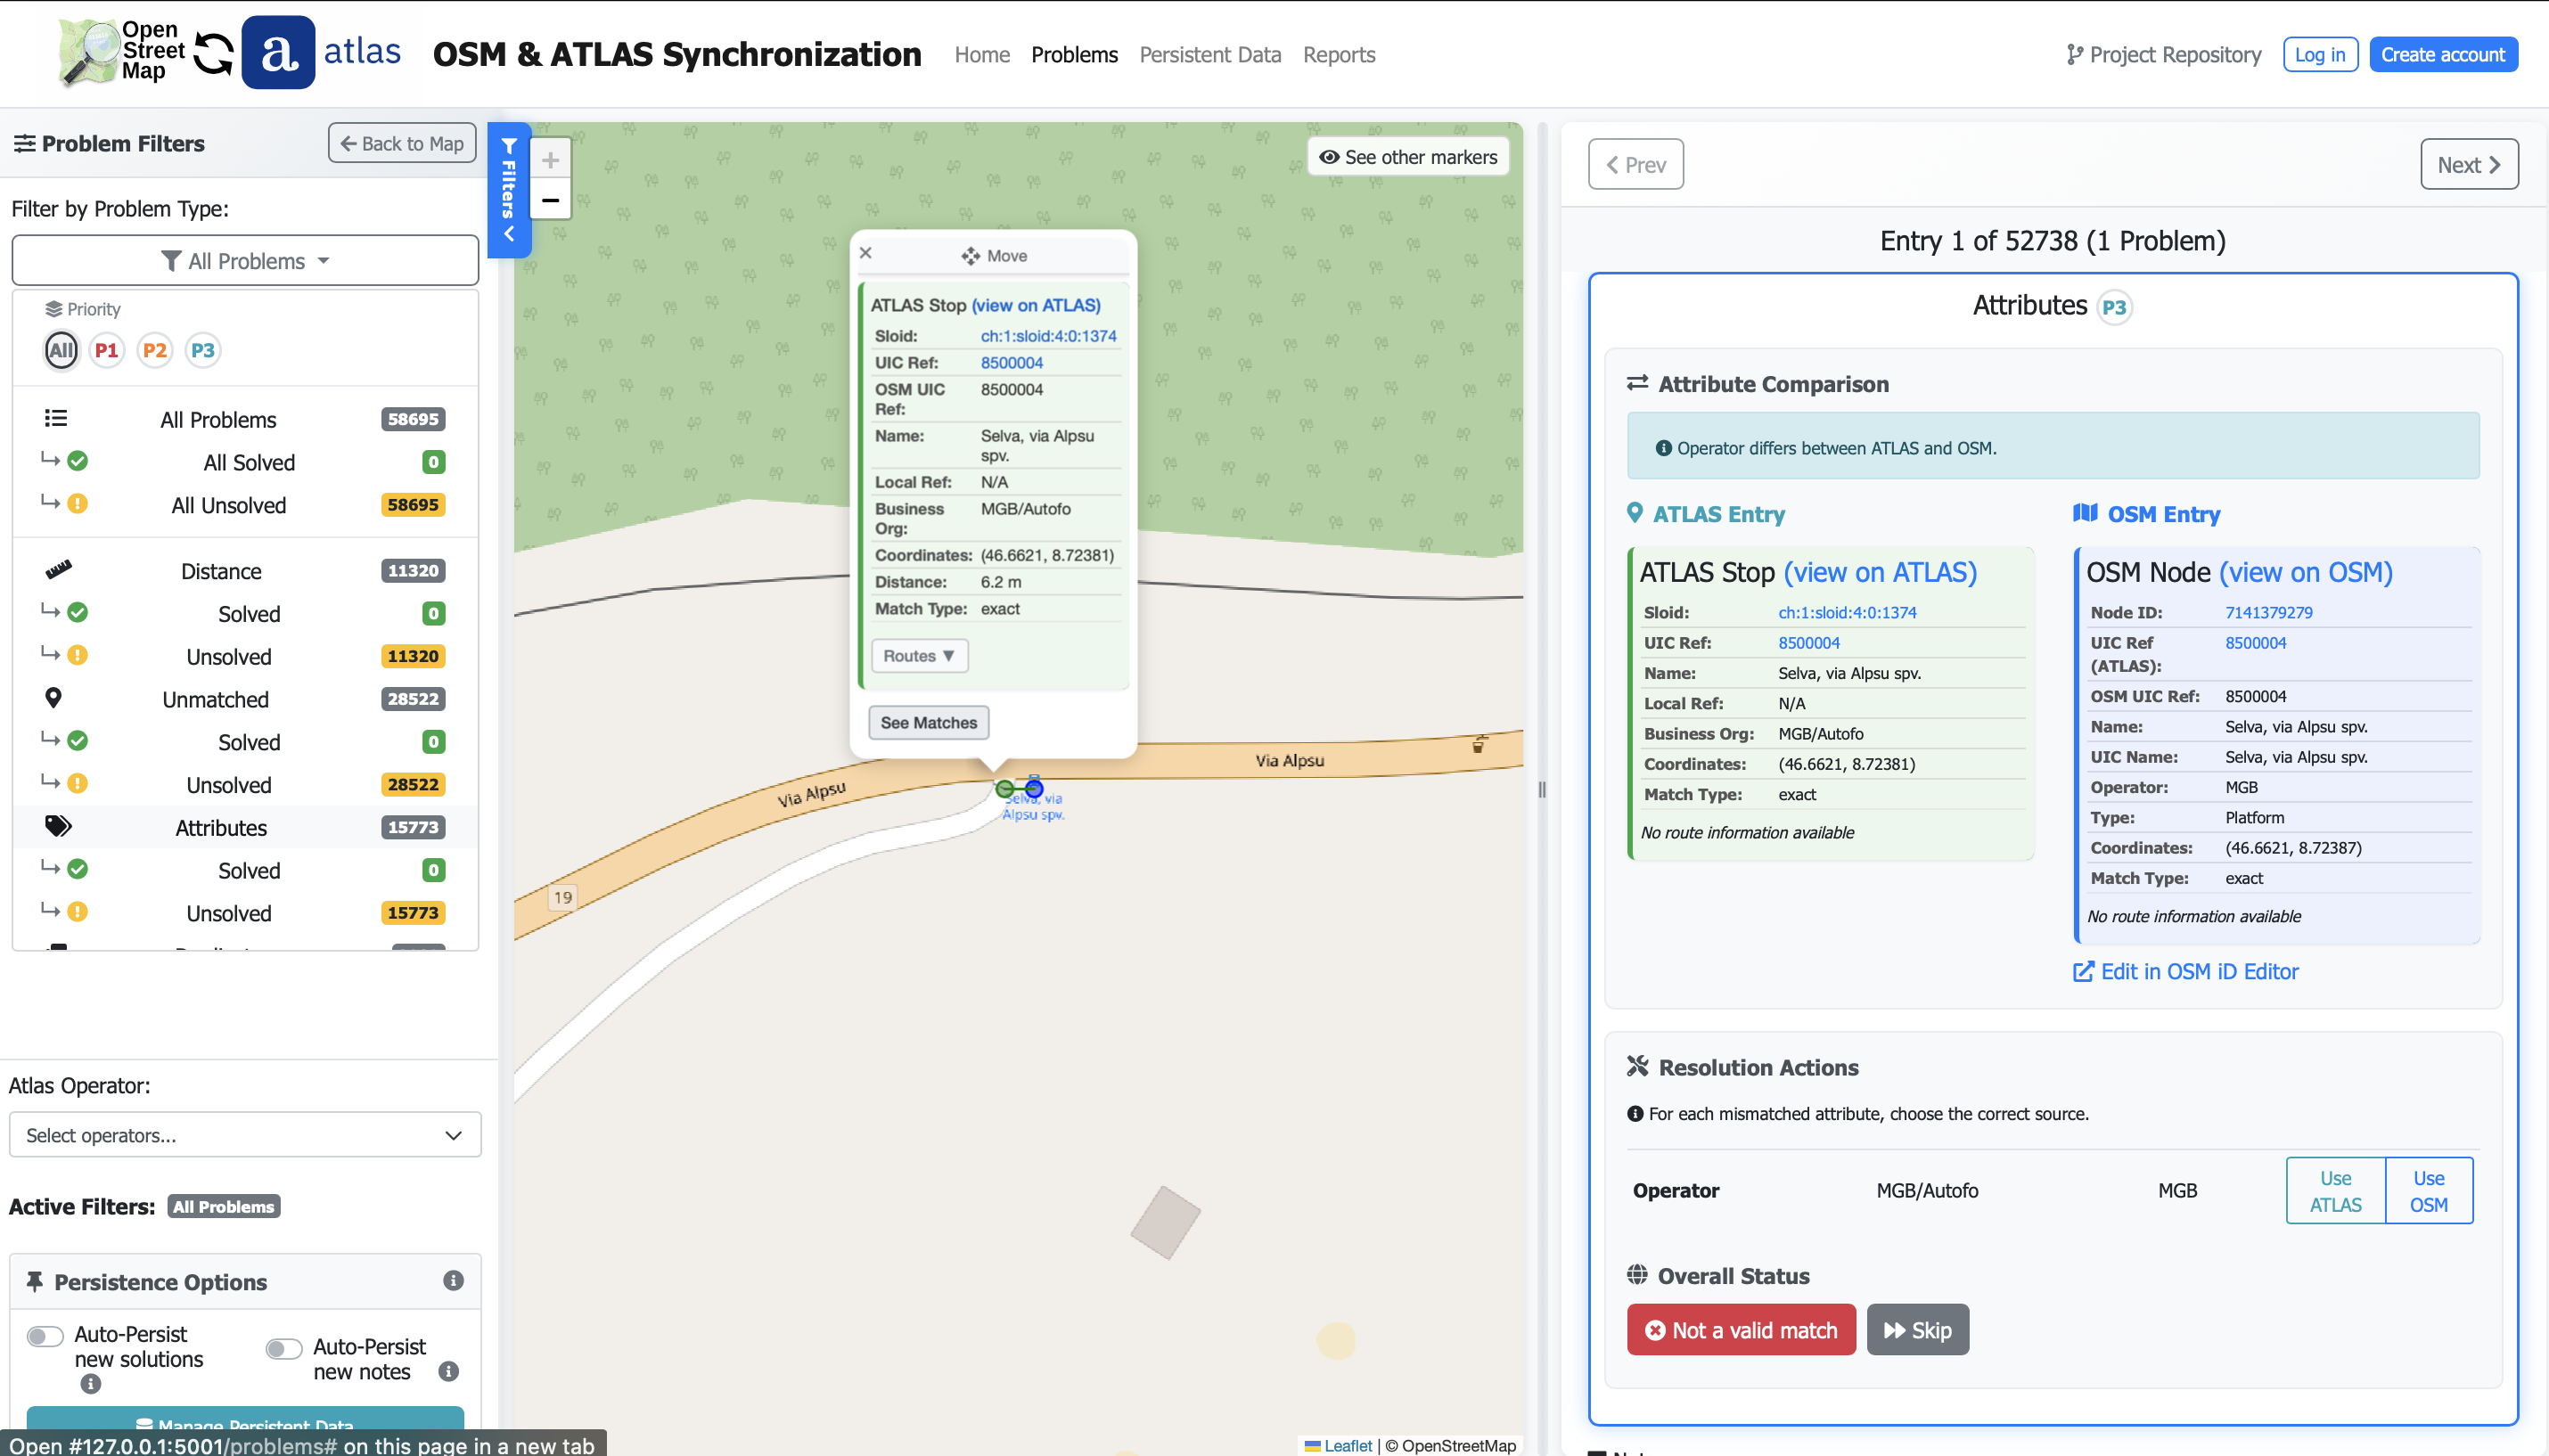 Open
Street
Map
a
atlas
OSM & ATLAS Synchronization
Home
Problems
Persistent Data
Reports
Project Repository
Log in
Create account
Problem Filters
Back to Map
Filter by Problem Type:
All Problems
Priority
All P1 P2 P3
All Problems 58695
All Solved 0
All Unsolved 58695
Distance 11320
Solved 0
Unsolved 11320
Unmatched 28522
Solved 0
Unsolved 28522
Attributes 15773
Solved 0
Unsolved 15773
Atlas Operator:
Select operators...
Active Filters: All Problems
Persistence Options
Auto-Persist
new solutions
Auto-Persist
new notes
Manage Persistent Data
Open #127.0.0.1:5001/problems# on this page in a new tab
Filters
+
−
See other markers
Move
ATLAS Stop (view on ATLAS)
Sloid: ch:1:sloid:4:0:1374
UIC Ref: 8500004
OSM UIC
Ref: 8500004
Name: Selva, via Alpsu
spv.
Local Ref: N/A
Business
Org: MGB/Autofo
Coordinates: (46.6621, 8.72381)
Distance: 6.2 m
Match Type: exact
Routes ▼
See Matches
Via Alpsu
Via Alpsu
Selva, via
Alpsu spv.
19
Leaflet | © OpenStreetMap
Prev
Next
Entry 1 of 52738 (1 Problem)
Attributes P3
Attribute Comparison
Operator differs between ATLAS and OSM.
ATLAS Entry
ATLAS Stop (view on ATLAS)
Sloid: ch:1:sloid:4:0:1374
UIC Ref: 8500004
Name: Selva, via Alpsu spv.
Local Ref: N/A
Business Org: MGB/Autofo
Coordinates: (46.6621, 8.72381)
Match Type: exact
No route information available
OSM Entry
OSM Node (view on OSM)
Node ID: 7141379279
UIC Ref
(ATLAS): 8500004
OSM UIC Ref: 8500004
Name: Selva, via Alpsu spv.
UIC Name: Selva, via Alpsu spv.
Operator: MGB
Type: Platform
Coordinates: (46.6621, 8.72387)
Match Type: exact
No route information available
Edit in OSM iD Editor
Resolution Actions
For each mismatched attribute, choose the correct source.
Operator MGB/Autofo MGB
Use
ATLAS
Use
OSM
Overall Status
Not a valid match
Skip